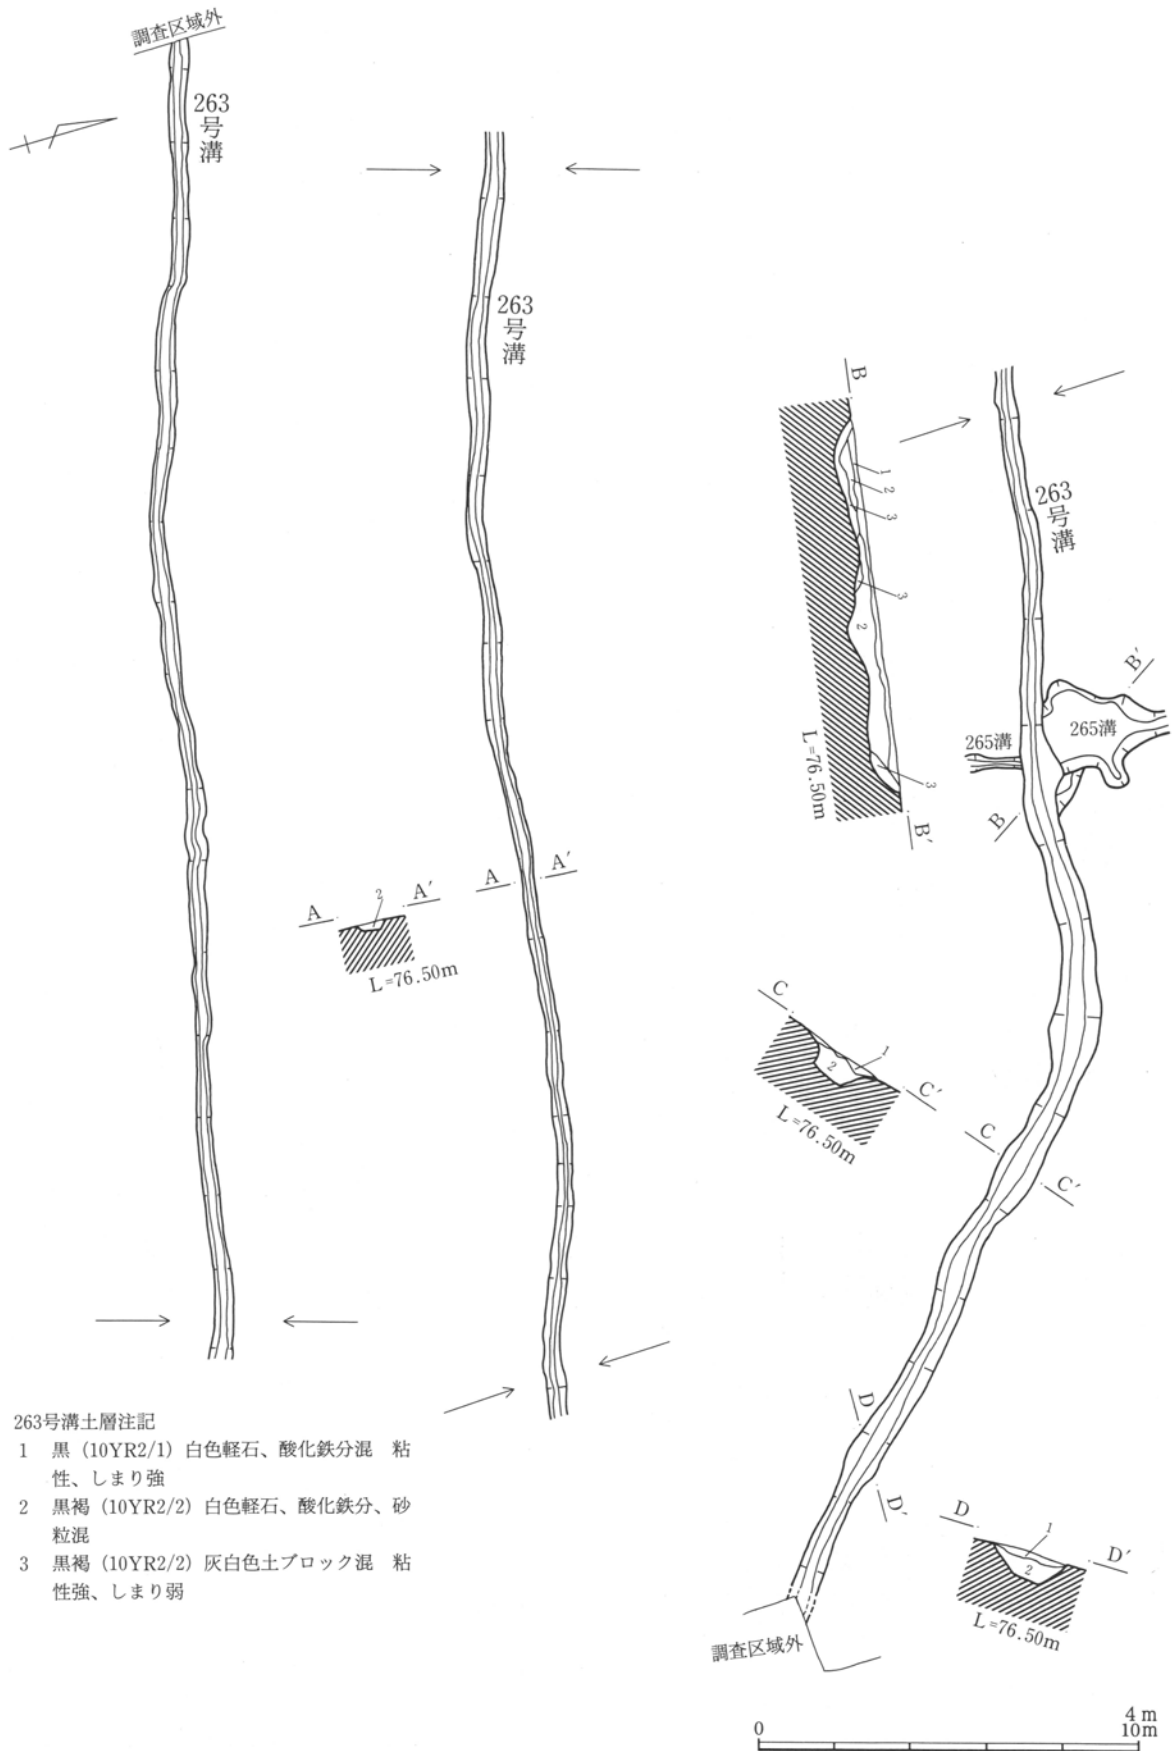 調査区域外
263
号
溝
263
号
溝
A
A′
2
L=76.50m
A
A′
B
1
2
3
3
2
3
L=76.50m
B′
263
号
溝
B′
265溝
265溝
B
C
1
2
C′
L=76.50m
C
C′
D
D′
D
1
2
D′
L=76.50m
調査区域外
263号溝土層注記
1 黒（10YR2/1）白色軽石、酸化鉄分混 粘
性、しまり強
2 黒褐（10YR2/2）白色軽石、酸化鉄分、砂
粒混
3 黒褐（10YR2/2）灰白色土ブロック混 粘
性強、しまり弱
4 m
0 10m